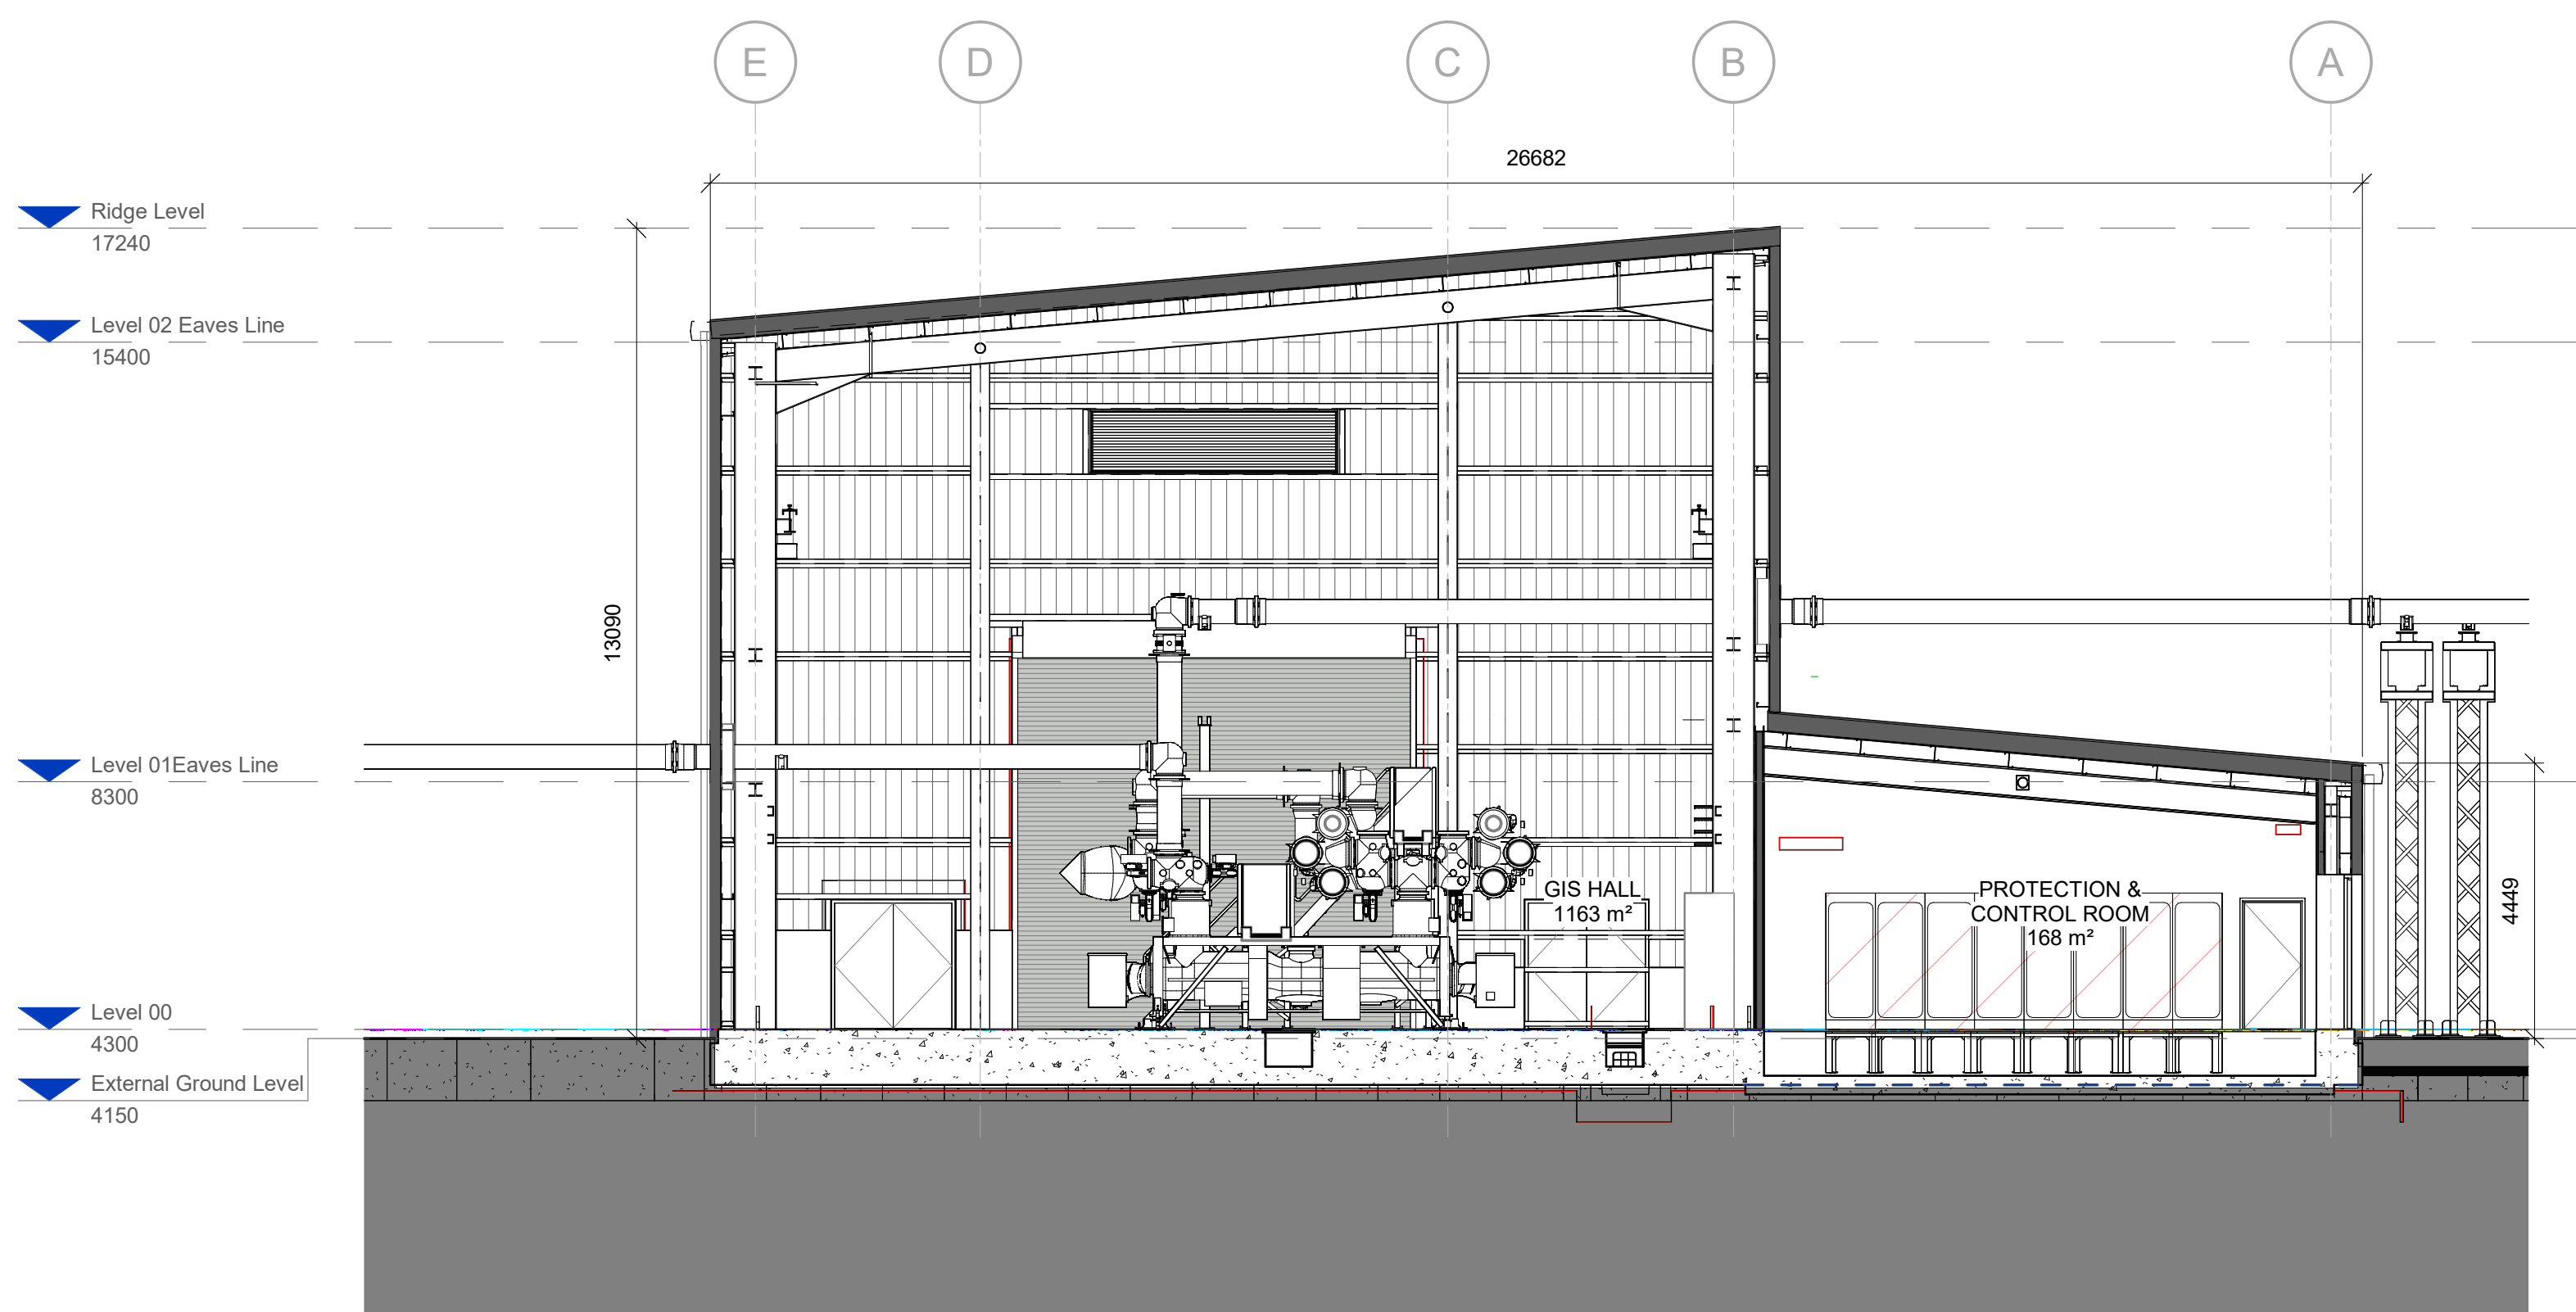 E
D
C
B
A
26682
Ridge Level
17240
Level 02 Eaves Line
15400
13090
Level 01Eaves Line
8300
GIS HALL
1163 m²
PROTECTION &
CONTROL ROOM
168 m²
4449
Level 00
4300
External Ground Level
4150